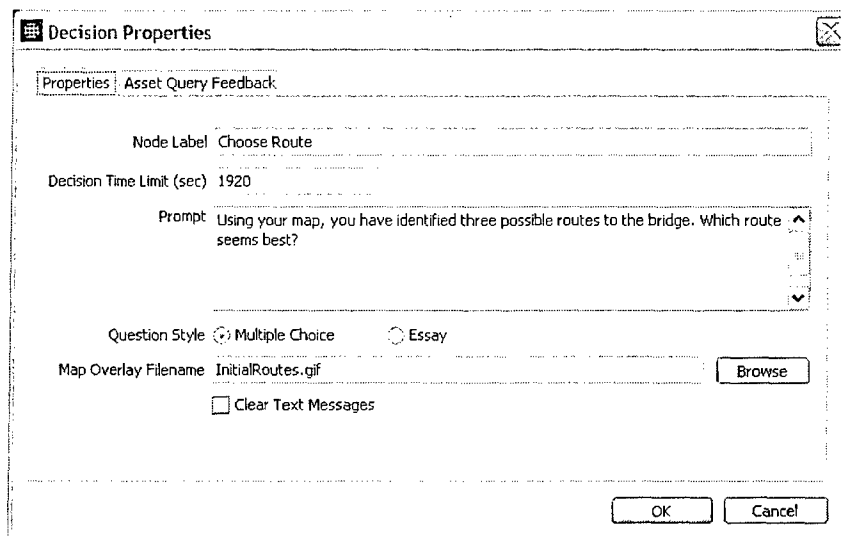 Decision Properties
Properties Asset Query Feedback
Node Label Choose Route
Decision Time Limit (sec) 1920
Prompt Using your map, you have identified three possible routes to the bridge. Which route
seems best?
Question Style Multiple Choice Essay
Map Overlay Filename InitialRoutes.gif Browse
Clear Text Messages
OK Cancel